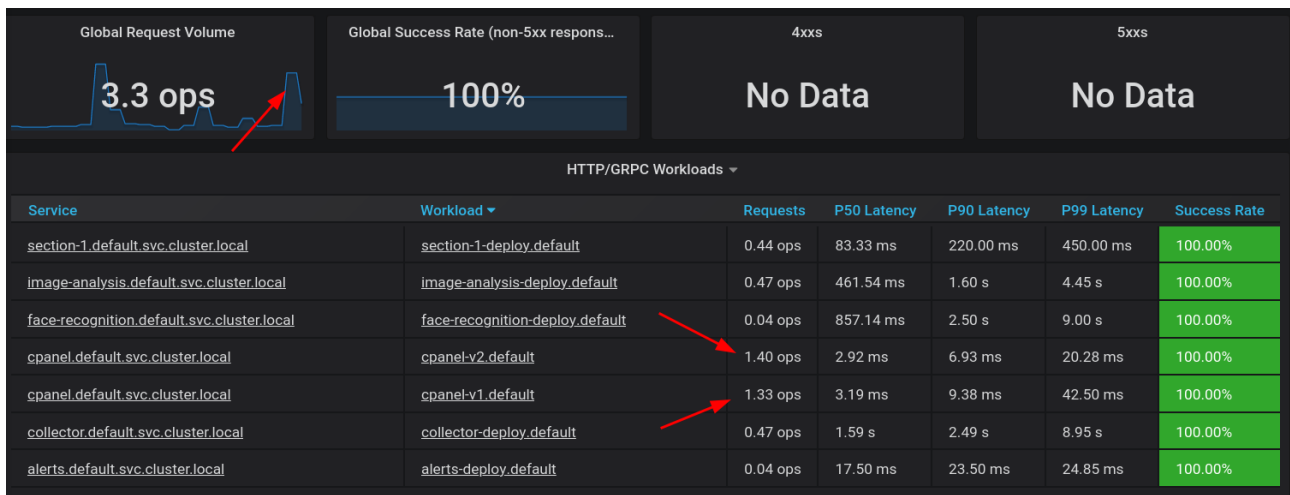 Global Request Volume
Global Success Rate (non-5xx respons...
4xxs
5xxs
3.3 ops
100%
No Data
No Data
HTTP/GRPC Workloads
Service Workload Requests P50 Latency P90 Latency P99 Latency Success Rate
section-1.default.svc.cluster.local section-1-deploy.default 0.44 ops 83.33 ms 220.00 ms 450.00 ms 100.00%
image-analysis.default.svc.cluster.local image-analysis-deploy.default 0.47 ops 461.54 ms 1.60 s 4.45 s 100.00%
face-recognition.default.svc.cluster.local face-recognition-deploy.default 0.04 ops 857.14 ms 2.50 s 9.00 s 100.00%
cpanel.default.svc.cluster.local cpanel-v2.default 1.40 ops 2.92 ms 6.93 ms 20.28 ms 100.00%
cpanel.default.svc.cluster.local cpanel-v1.default 1.33 ops 3.19 ms 9.38 ms 42.50 ms 100.00%
collector.default.svc.cluster.local collector-deploy.default 0.47 ops 1.59 s 2.49 s 8.95 s 100.00%
alerts.default.svc.cluster.local alerts-deploy.default 0.04 ops 17.50 ms 23.50 ms 24.85 ms 100.00%